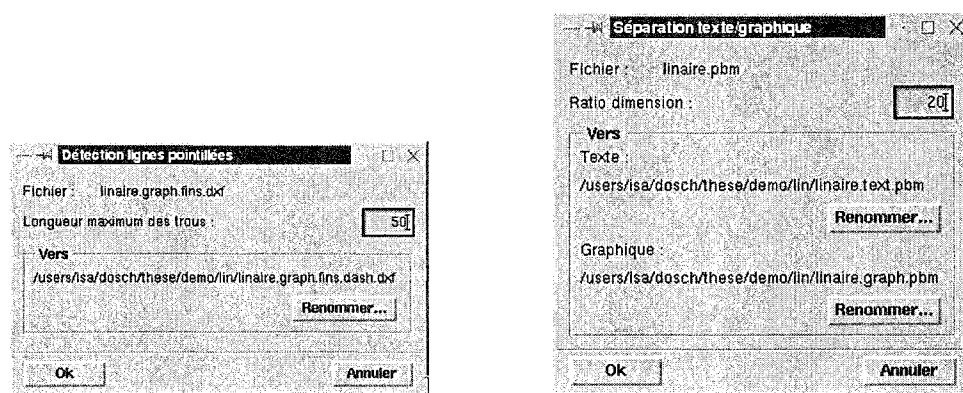 Détection lignes pointillées
Fichier : linaire.graph.fins.dxf
Longueur maximum des trous : 50
Vers
/users/isa/dosch/these/demo/lin/linaire.graph.fins.dash.dxf
Renommer...
Ok Annuler
Séparation texte/graphique
Fichier : linaire.pbm
Ratio dimension : 20
Vers
Texte :
/users/isa/dosch/these/demo/lin/linaire.text.pbm
Renommer...
Graphique :
/users/isa/dosch/these/demo/lin/linaire.graph.pbm
Renommer...
Ok Annuler